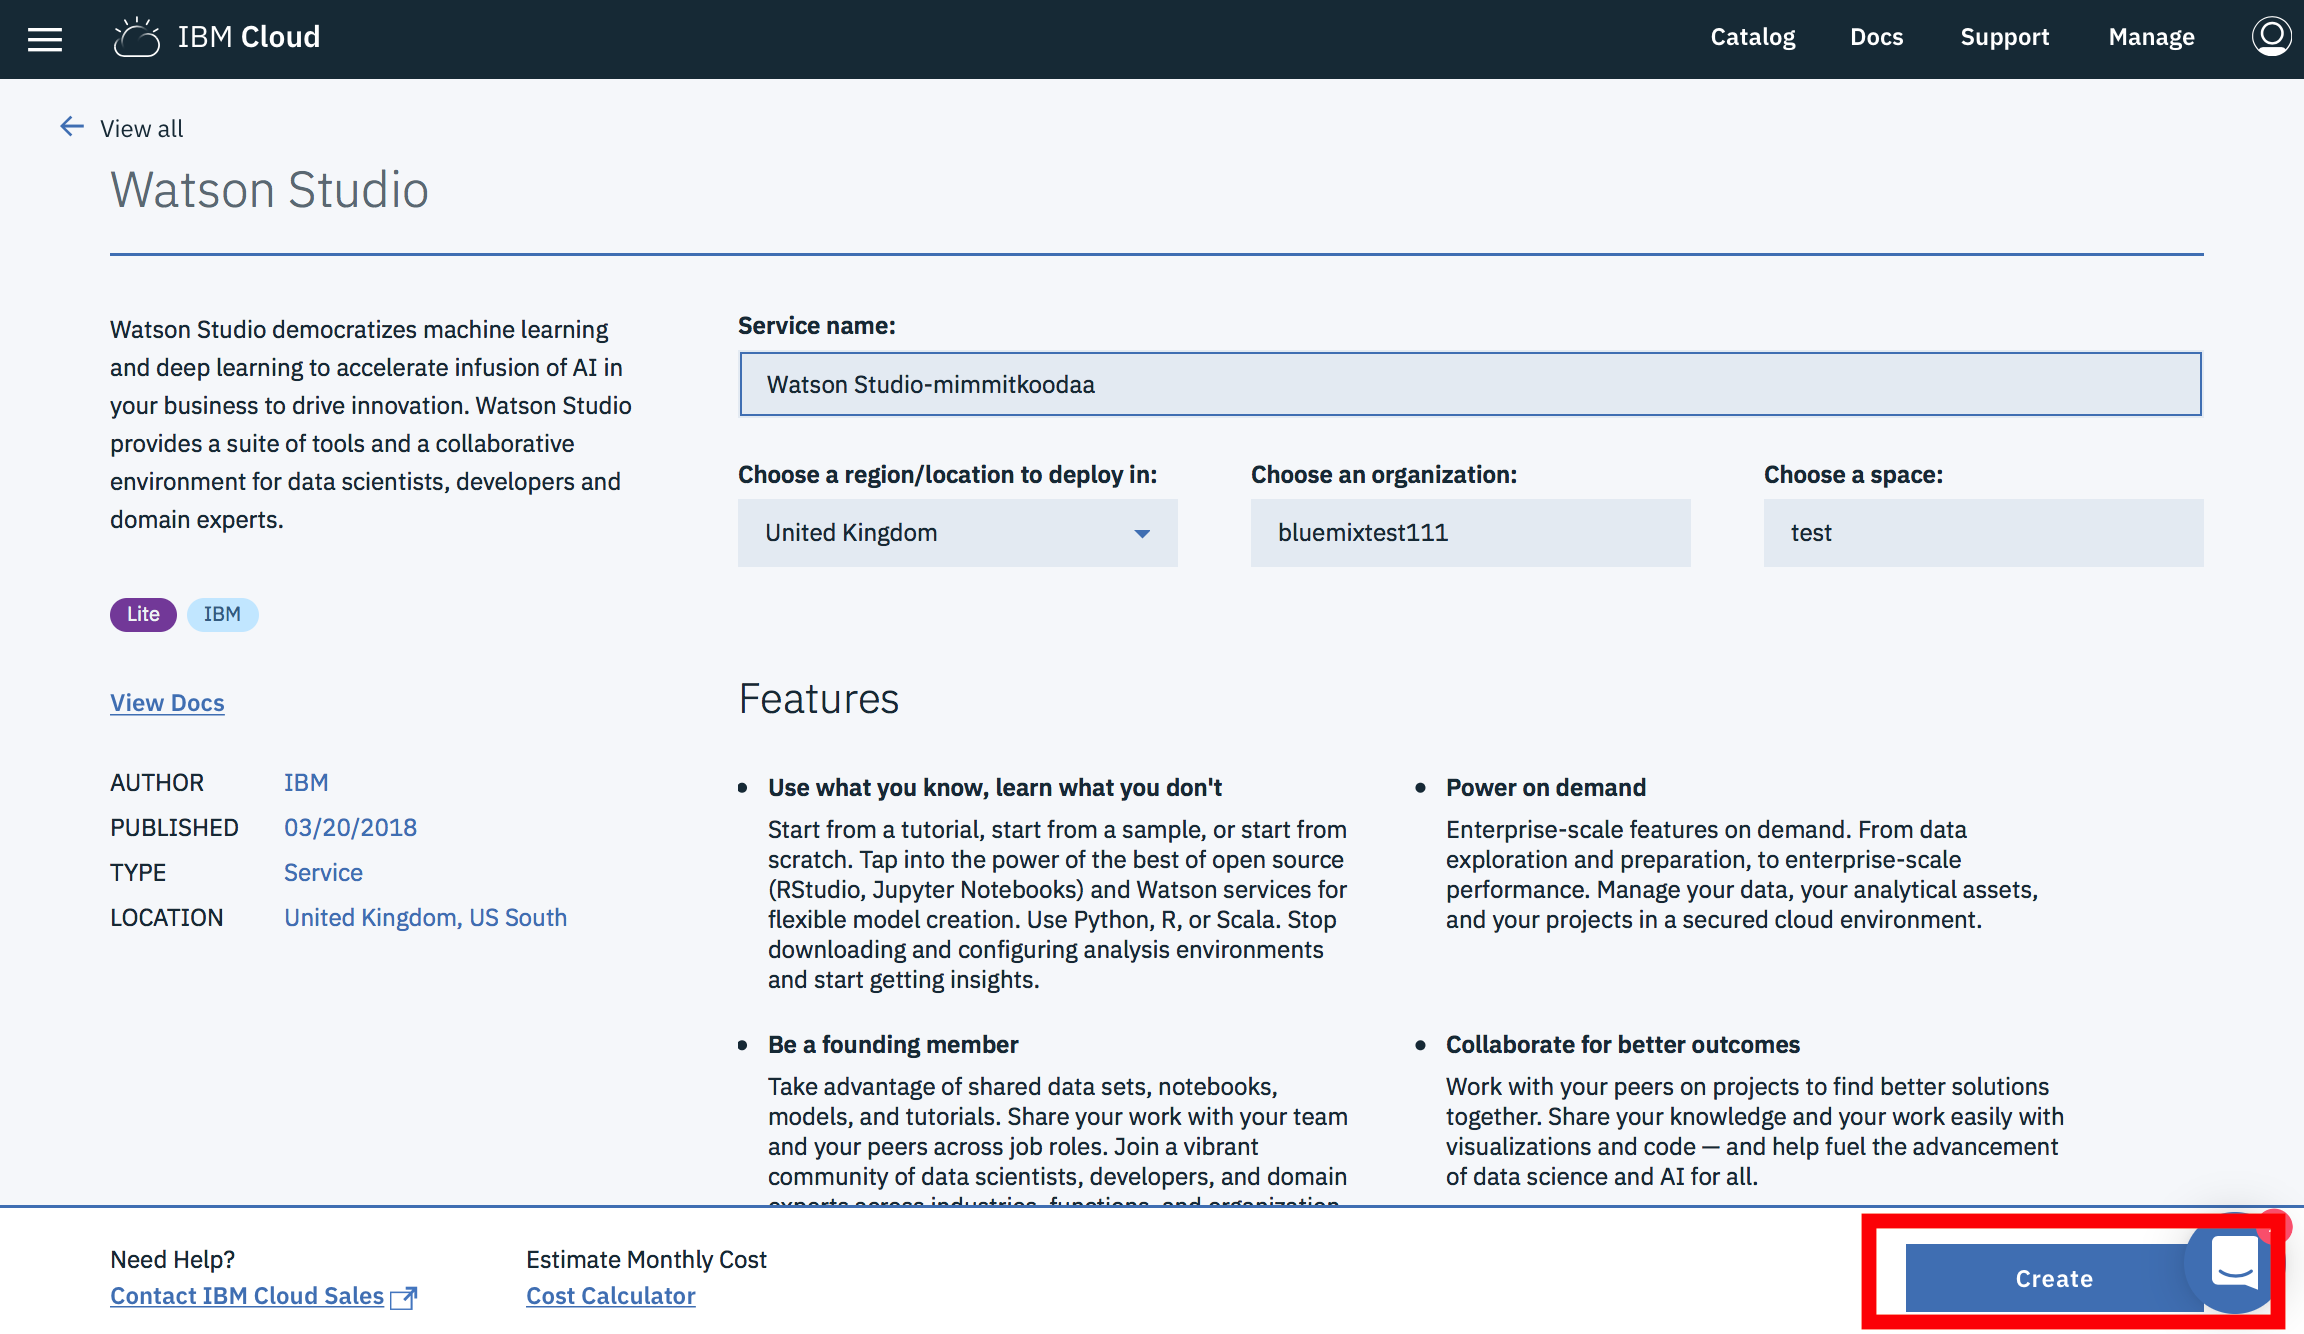 IBM Cloud
Catalog
Docs
Support
Manage
View all
Watson Studio
Watson Studio democratizes machine learning
and deep learning to accelerate infusion of AI in
your business to drive innovation. Watson Studio
provides a suite of tools and a collaborative
environment for data scientists, developers and
domain experts.
Lite
IBM
View Docs
AUTHOR IBM
PUBLISHED 03/20/2018
TYPE Service
LOCATION United Kingdom, US South
Service name:
Watson Studio-mimmitkoodaa
Choose a region/location to deploy in:
United Kingdom
Choose an organization:
bluemixtest111
Choose a space:
test
Features
Use what you know, learn what you don't
Start from a tutorial, start from a sample, or start from
scratch. Tap into the power of the best of open source
(RStudio, Jupyter Notebooks) and Watson services for
flexible model creation. Use Python, R, or Scala. Stop
downloading and configuring analysis environments
and start getting insights.
Power on demand
Enterprise-scale features on demand. From data
exploration and preparation, to enterprise-scale
performance. Manage your data, your analytical assets,
and your projects in a secured cloud environment.
Be a founding member
Take advantage of shared data sets, notebooks,
models, and tutorials. Share your work with your team
and your peers across job roles. Join a vibrant
community of data scientists, developers, and domain
experts across industries, functions, and organization
Collaborate for better outcomes
Work with your peers on projects to find better solutions
together. Share your knowledge and your work easily with
visualizations and code — and help fuel the advancement
of data science and AI for all.
Need Help?
Contact IBM Cloud Sales
Estimate Monthly Cost
Cost Calculator
Create